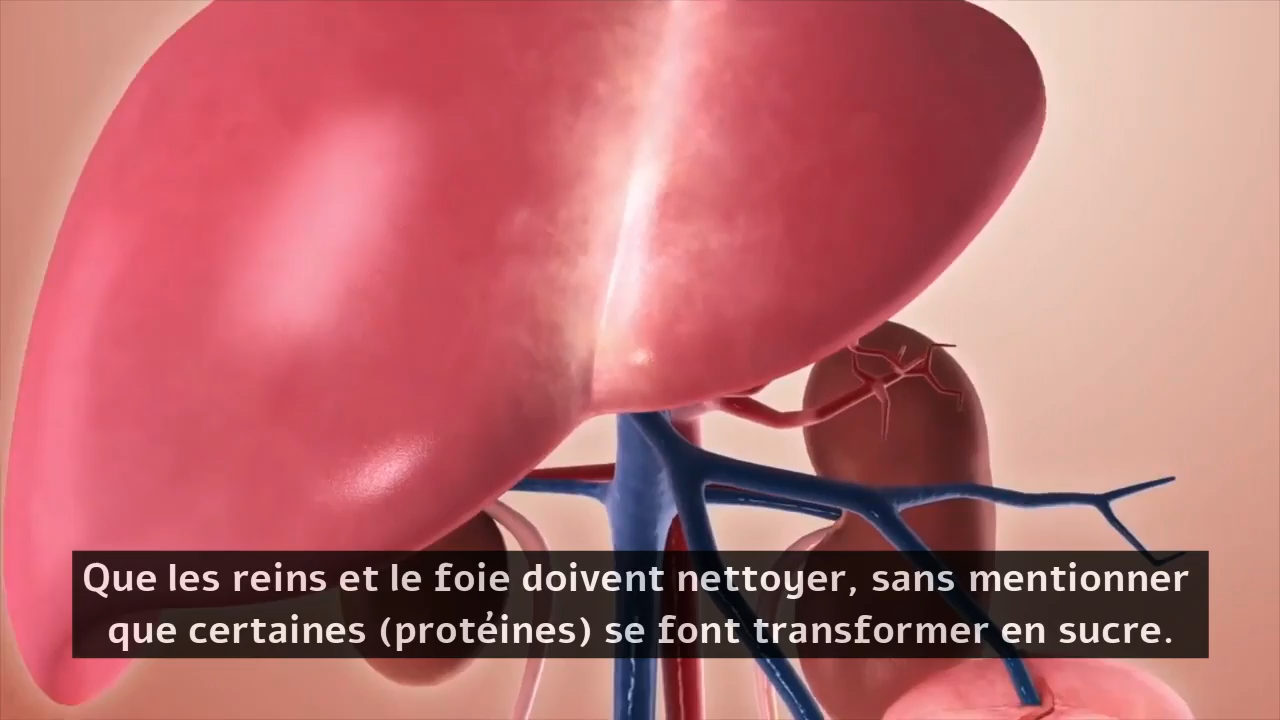 Que les reins et le foie doivent nettoyer, sans mentionner
que certaines (protéines) se font transformer en sucre.